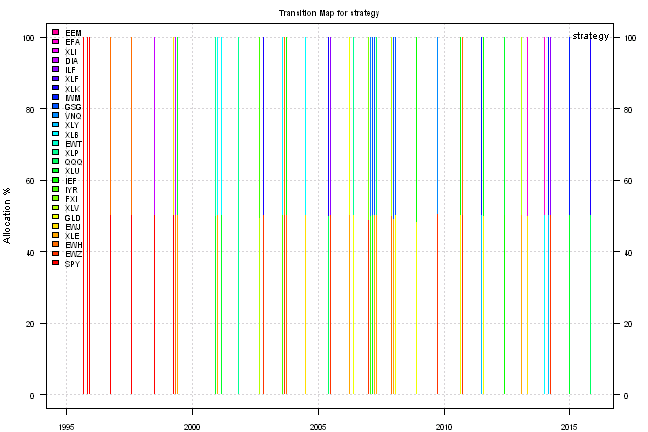 Transition Map for strategy
strategy
EEM
EFA
XLI
DIA
ILF
XLF
XLK
IWM
GSG
VNQ
XLY
XLB
EWT
XLP
QQQ
XLU
IEF
IYR
FXI
XLV
GLD
EWJ
XLE
EWH
EWZ
SPY
Allocation %
100
80
60
40
20
0
100
80
60
40
20
0
1995
2000
2005
2010
2015